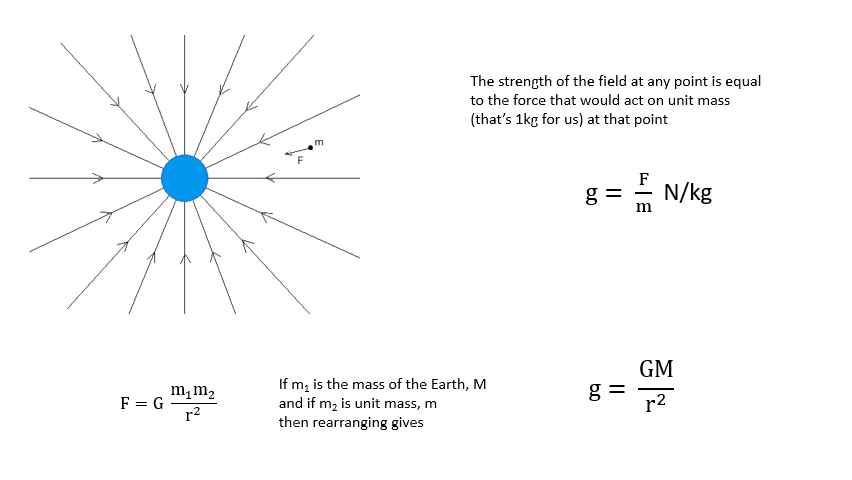 m
F
The strength of the field at any point is equal
to the force that would act on unit mass
(that's 1kg for us) at that point
g = F/m N/kg
F = G m₁m₂/r²
If m₁ is the mass of the Earth, M
and if m₂ is unit mass, m
then rearranging gives
g = GM/r²